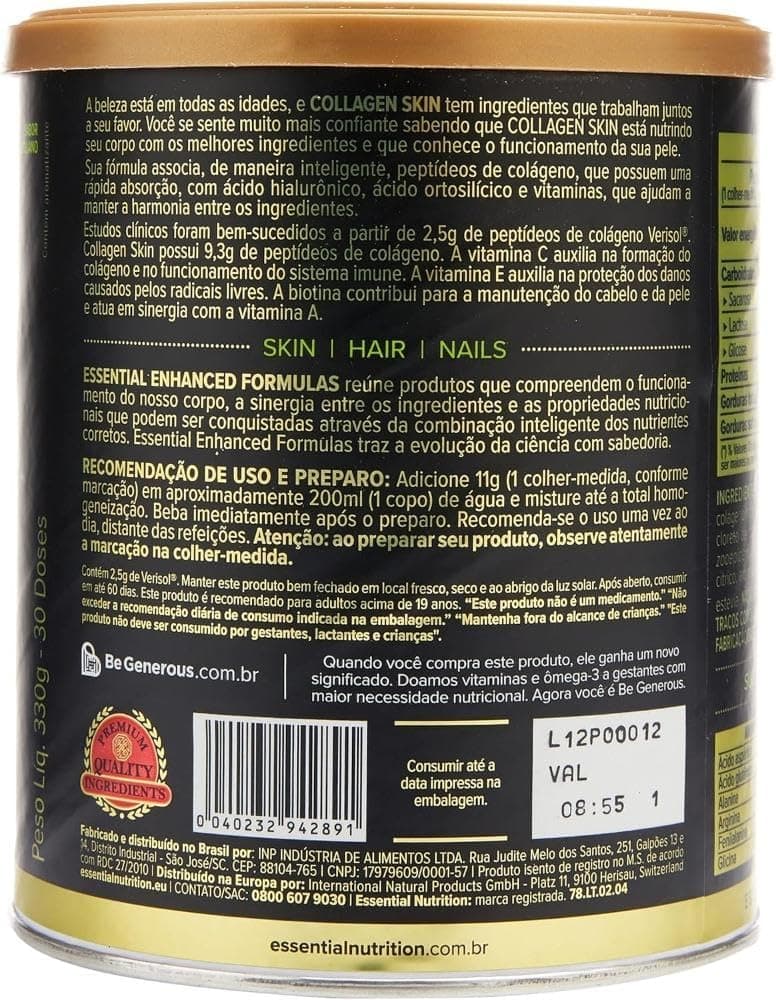 A beleza está em todas as idades, e COLLAGEN SKIN tem ingredientes que trabalham juntos
a seu favor. Você se sente muito mais confiante sabendo que COLLAGEN SKIN está nutrindo
seu corpo com os melhores ingredientes e que conhece o funcionamento da sua pele.
Sua fórmula associa, de maneira inteligente, peptídeos de colágeno, que possuem uma
rápida absorção, com ácido hialurônico, ácido ortosilícico e vitaminas, que ajudam a
manter a harmonia entre os ingredientes.
Estudos clínicos foram bem-sucedidos a partir de 2,5g de peptídeos de colágeno Verisol®.
Collagen Skin possui 9,3g de peptídeos de colágeno. A vitamina C auxilia na formação do
colágeno e no funcionamento do sistema imune. A vitamina E auxilia na proteção dos danos
causados pelos radicais livres. A biotina contribui para a manutenção do cabelo e da pele
e atua em sinergia com a vitamina A.
SKIN | HAIR | NAILS
ESSENTIAL ENHANCED FORMULAS reúne produtos que compreendem o funciona-
mento do nosso corpo, a sinergia entre os ingredientes e as propriedades nutricio-
nais que podem ser conquistadas através da combinação inteligente dos nutrientes
corretos. Essential Enhanced Formulas traz a evolução da ciência com sabedoria.
RECOMENDAÇÃO DE USO E PREPARO: Adicione 11g (1 colher-medida, conforme
marcação) em aproximadamente 200ml (1 copo) de água e misture até a total homo-
geneização. Beba imediatamente após o preparo. Recomenda-se o uso uma vez ao
dia, distante das refeições. Atenção: ao preparar seu produto, observe atentamente
a marcação na colher-medida.
Contém 2,5g de Verisol®. Manter este produto bem fechado em local fresco, seco e ao abrigo da luz solar. Após aberto, consumir
em até 60 dias. Este produto é recomendado para adultos acima de 19 anos. "Este produto não é um medicamento." "Não
exceder a recomendação diária de consumo indicada na embalagem." "Mantenha fora do alcance de crianças." "Este
produto não deve ser consumido por gestantes, lactantes e crianças".
Be Generous.com.br
Quando você compra este produto, ele ganha um novo
significado. Doamos vitaminas e ômega-3 a gestantes com
maior necessidade nutricional. Agora você é Be Generous.
PREMIUM
QUALITY
INGREDIENTS
0 040232 942891
Consumir até a
data impressa na
embalagem.
L12P00012
VAL
08:55 1
Fabricado e distribuído no Brasil por: INP INDÚSTRIA DE ALIMENTOS LTDA. Rua Judite Melo dos Santos, 251, Galpões 13 e
14, Distrito Industrial - São José/SC. CEP: 88104-765 | CNPJ: 17979609/0001-57 | Produto isento de registro no M.S. de acordo
com RDC 27/2010 | Distribuído na Europa por: International Natural Products GmbH - Platz 11, 9100 Herisau, Switzerland
essentialnutrition.eu | CONTATO/SAC: 0800 607 9030 | Essential Nutrition: marca registrada. 78.LT.02.04
essentialnutrition.com.br
Peso Líq. 330g - 30 Doses
Contém aromatizante
Valor
▸ Lactose
▸ Glicose
Proteínas
Gorduras
Gorduras
TRAÇOS
Alanina
Arginina
Glicina